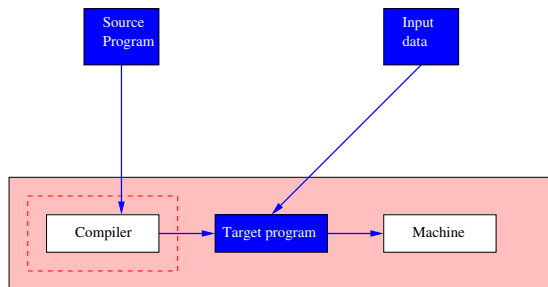 Source
Program
Input
data
Compiler
Target program
Machine